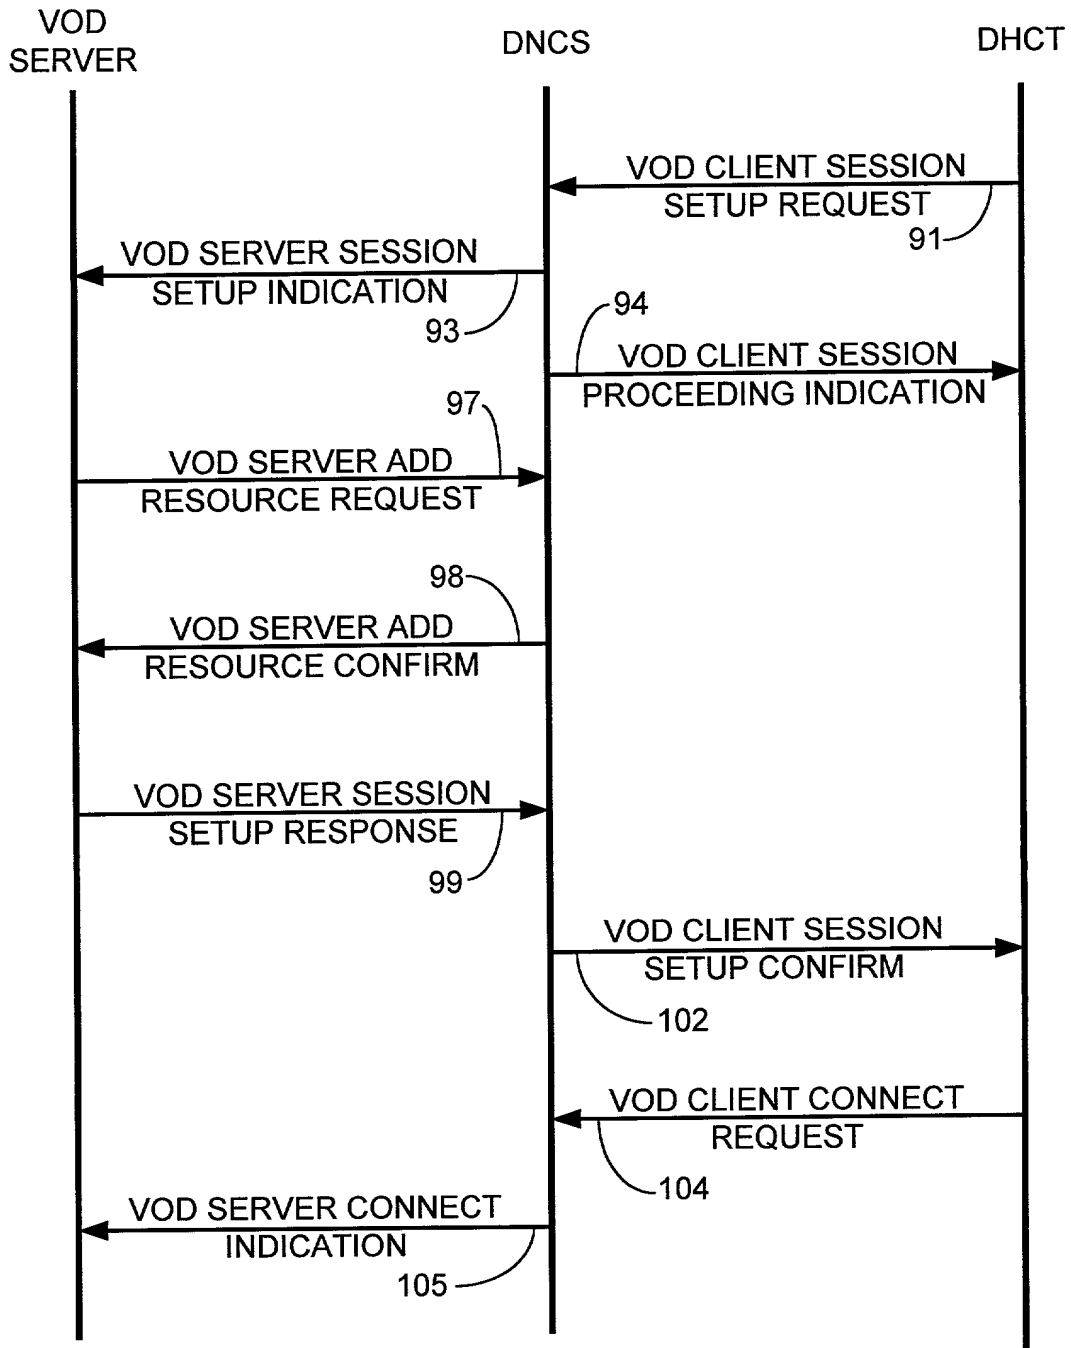 VOD
SERVER
DNCS
DHCT
VOD CLIENT SESSION
SETUP REQUEST
91
VOD SERVER SESSION
SETUP INDICATION
93
94
VOD CLIENT SESSION
PROCEEDING INDICATION
97
VOD SERVER ADD
RESOURCE REQUEST
98
VOD SERVER ADD
RESOURCE CONFIRM
VOD SERVER SESSION
SETUP RESPONSE
99
VOD CLIENT SESSION
SETUP CONFIRM
102
VOD CLIENT CONNECT
REQUEST
104
VOD SERVER CONNECT
INDICATION
105